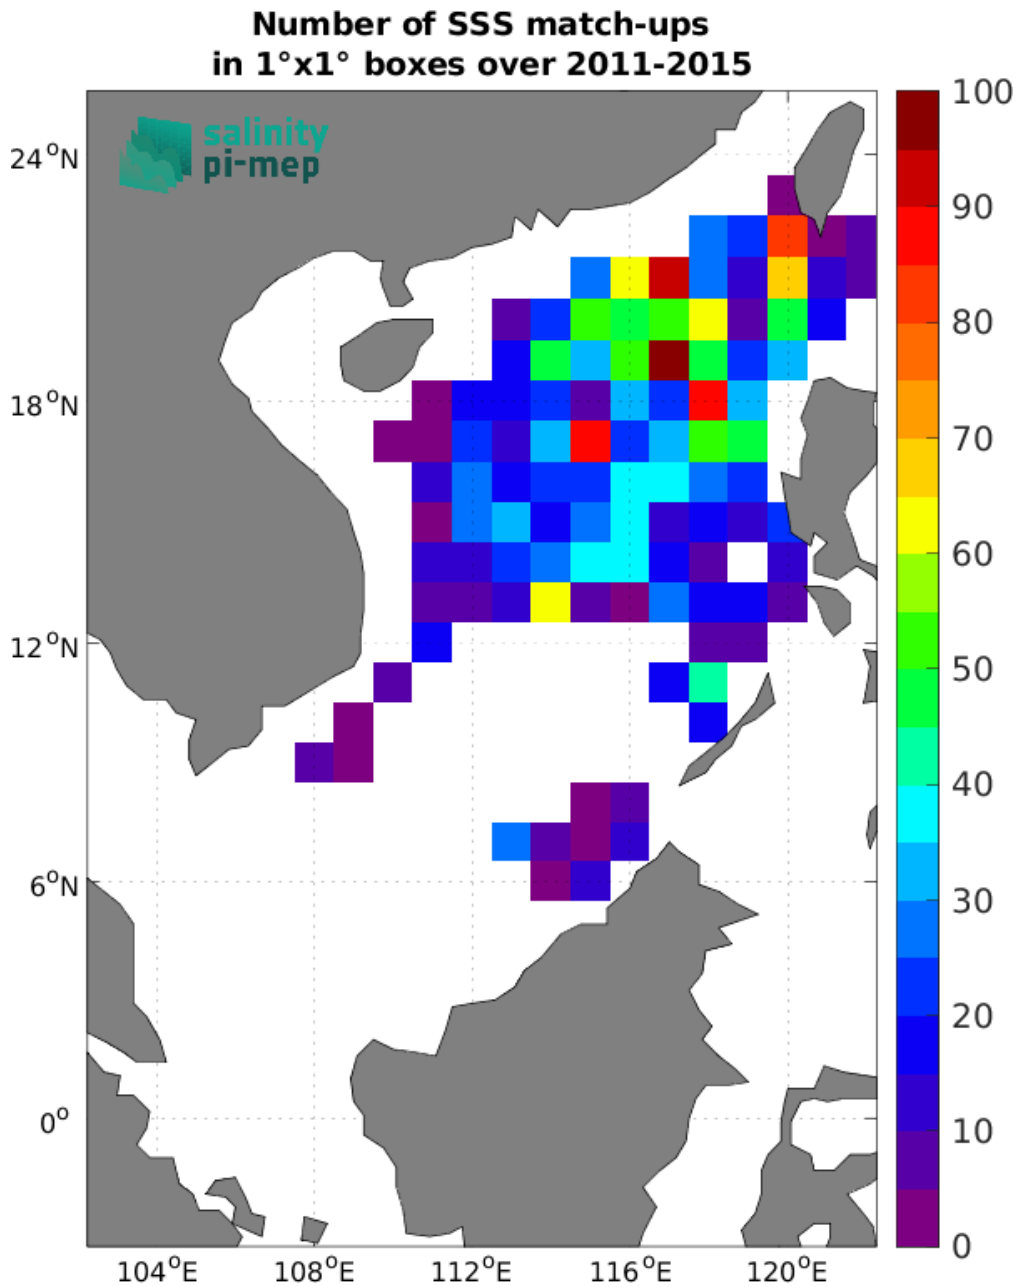 Number of SSS match-ups
in 1°x1° boxes over 2011-2015
salinity
pi-mep
24°N
18°N
12°N
6°N
0°
104°E
108°E
112°E
116°E
120°E
100
90
80
70
60
50
40
30
20
10
0